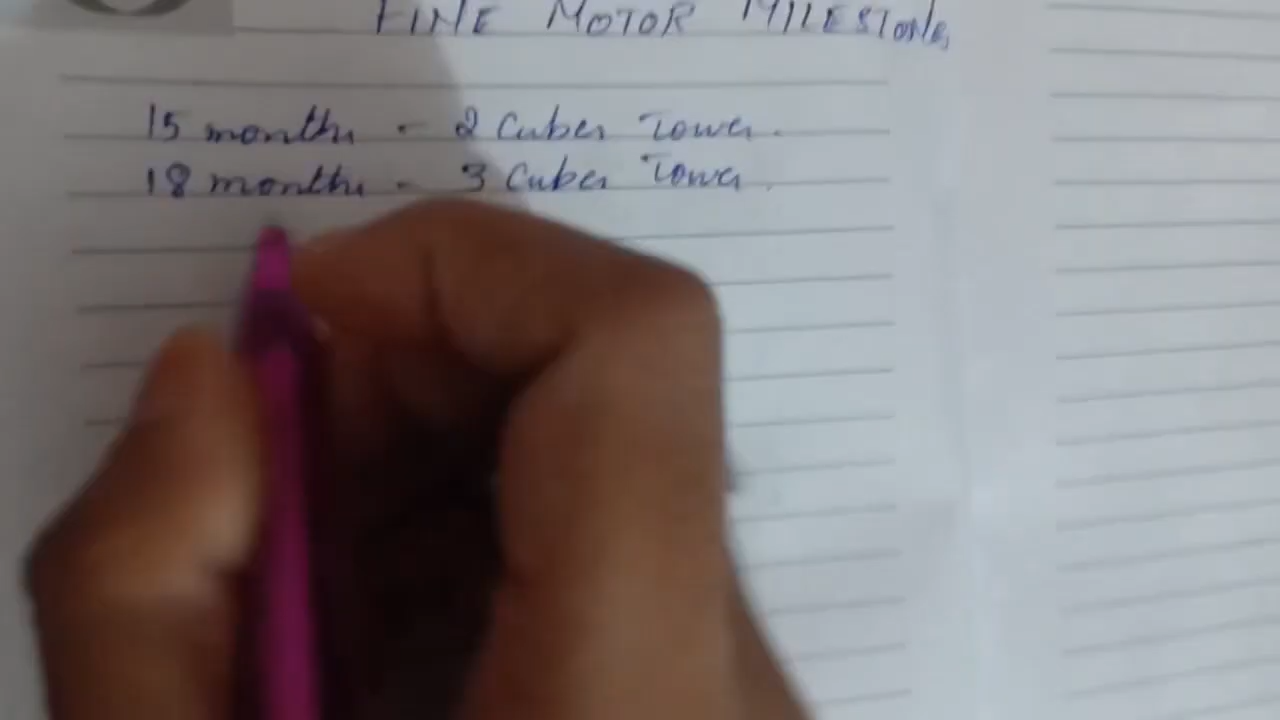 FINE MOTOR MILESTONES
15 months - 2 Cubes Tower.
18 months - 3 Cubes Tower.